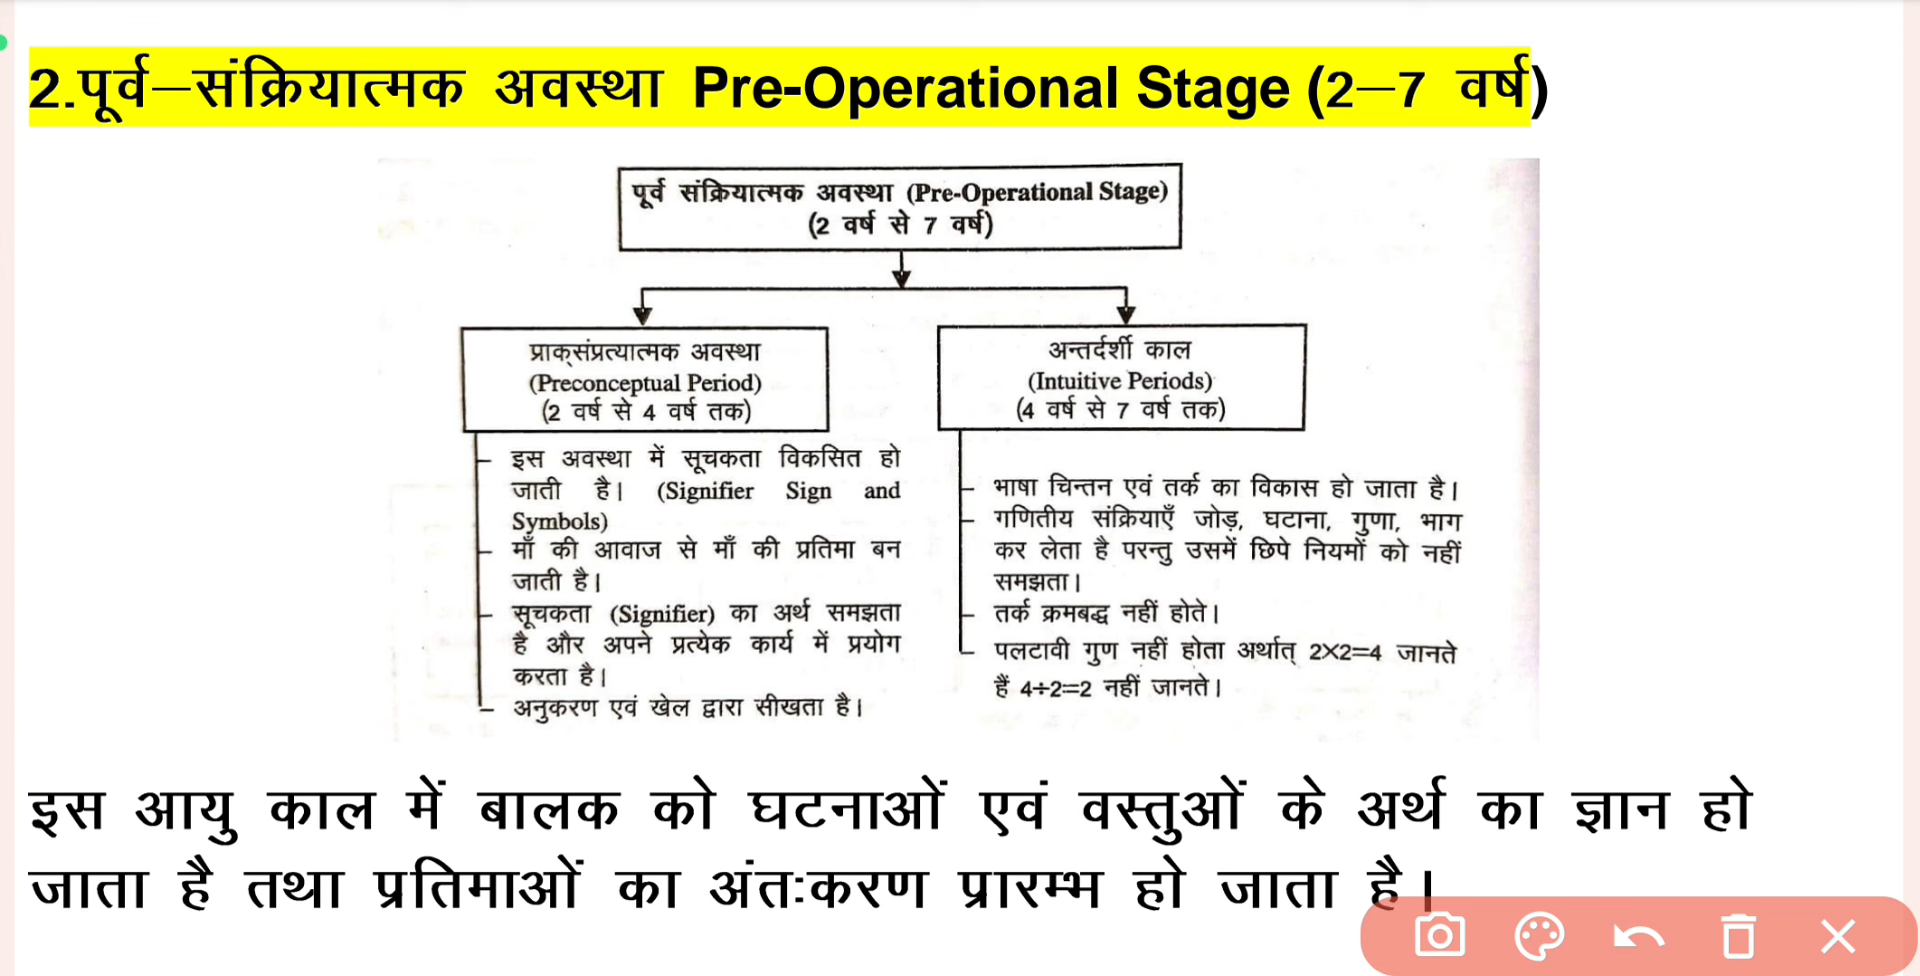 2.पूर्व–संक्रियात्मक अवस्था Pre-Operational Stage (2–7 वर्ष)
पूर्व संक्रियात्मक अवस्था (Pre-Operational Stage)
(2 वर्ष से 7 वर्ष)
प्राक्संप्रत्यात्मक अवस्था
(Preconceptual Period)
(2 वर्ष से 4 वर्ष तक)
– इस अवस्था में सूचकता विकसित हो
जाती है। (Signifier Sign and
Symbols)
– माँ की आवाज से माँ की प्रतिमा बन
जाती है।
– सूचकता (Signifier) का अर्थ समझता
है और अपने प्रत्येक कार्य में प्रयोग
करता है।
– अनुकरण एवं खेल द्वारा सीखता है।
अन्तर्दर्शी काल
(Intuitive Periods)
(4 वर्ष से 7 वर्ष तक)
– भाषा चिन्तन एवं तर्क का विकास हो जाता है।
– गणितीय संक्रियाएँ जोड़, घटाना, गुणा, भाग
कर लेता है परन्तु उसमें छिपे नियमों को नहीं
समझता।
– तर्क क्रमबद्ध नहीं होते।
– पलटावी गुण नहीं होता अर्थात् 2×2=4 जानते
हैं 4÷2=2 नहीं जानते।
इस आयु काल में बालक को घटनाओं एवं वस्तुओं के अर्थ का ज्ञान हो
जाता है तथा प्रतिमाओं का अंतःकरण प्रारम्भ हो जाता है।